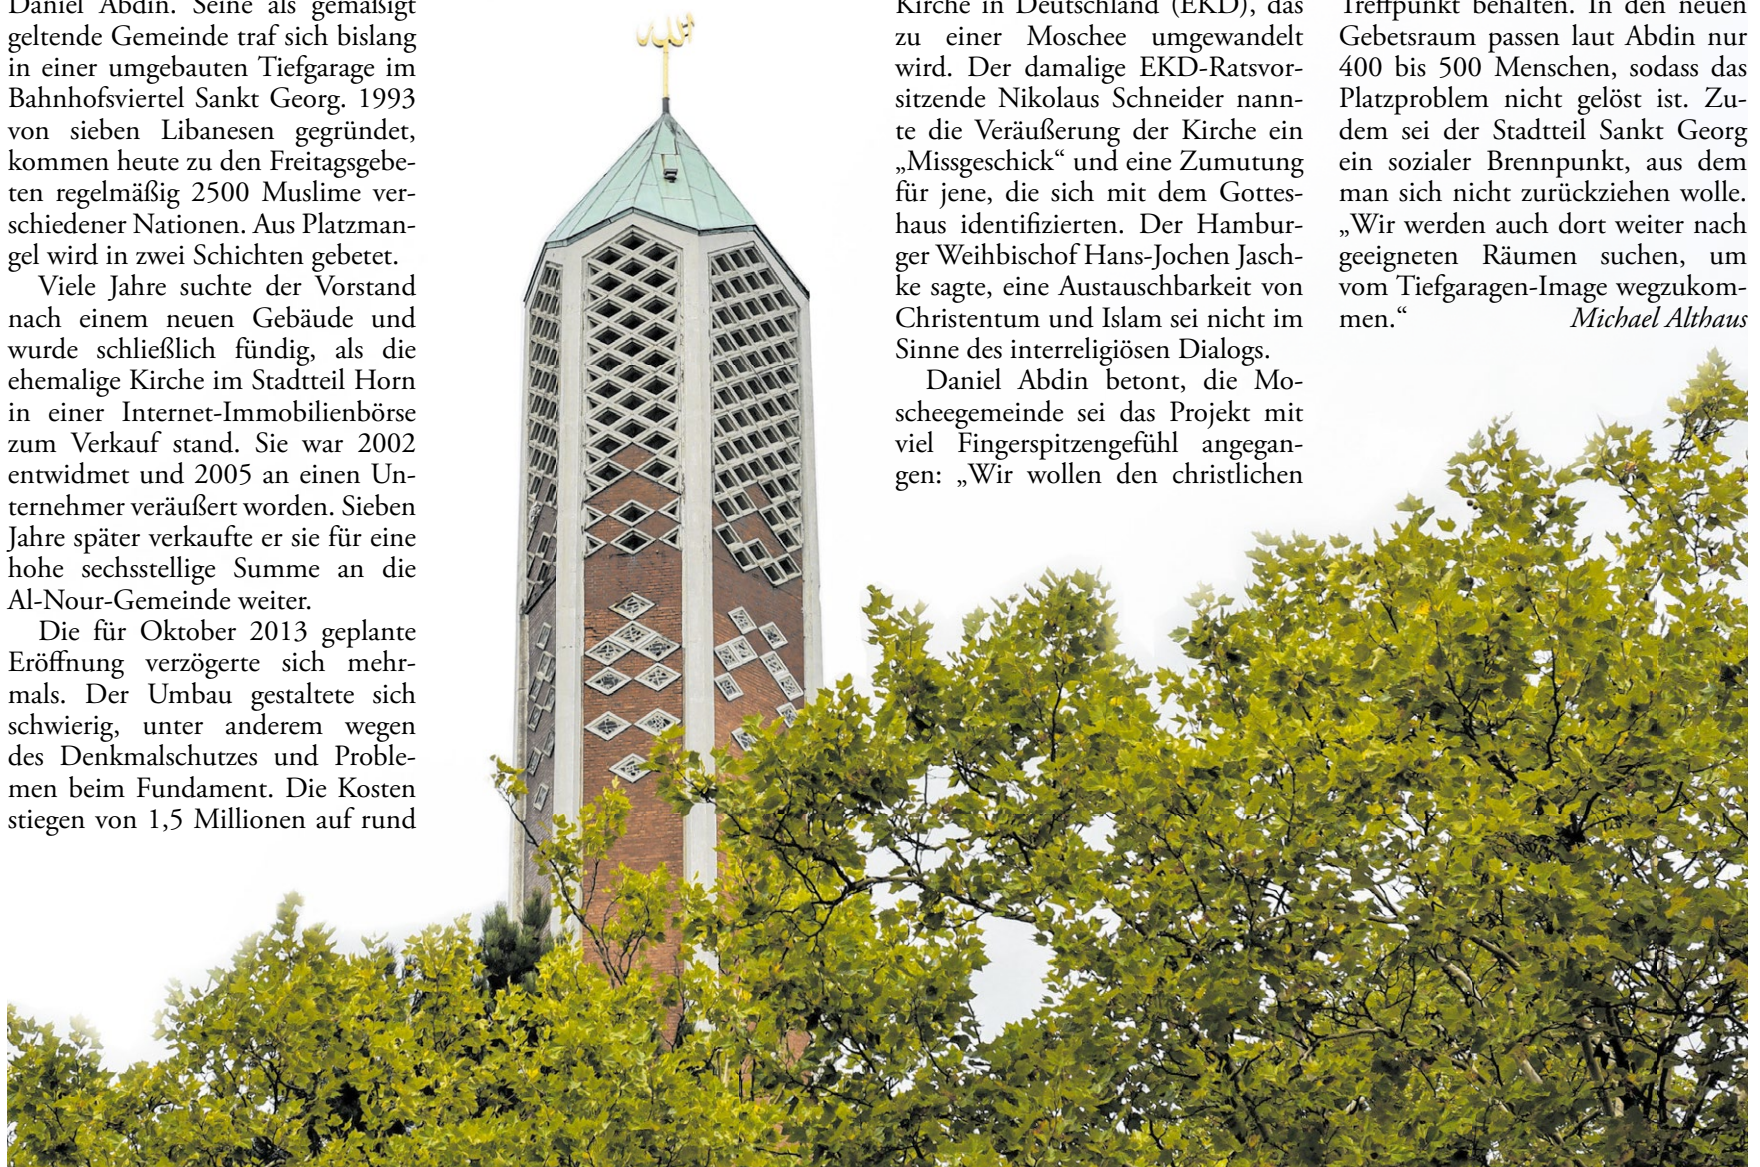 Daniel Abdin. Seine als gemäßigt
geltende Gemeinde traf sich bislang
in einer umgebauten Tiefgarage im
Bahnhofsviertel Sankt Georg. 1993
von sieben Libanesen gegründet,
kommen heute zu den Freitagsgebe-
ten regelmäßig 2500 Muslime ver-
schiedener Nationen. Aus Platzman-
gel wird in zwei Schichten gebetet.
Viele Jahre suchte der Vorstand
nach einem neuen Gebäude und
wurde schließlich fündig, als die
ehemalige Kirche im Stadtteil Horn
in einer Internet-Immobilienbörse
zum Verkauf stand. Sie war 2002
entwidmet und 2005 an einen Un-
ternehmer veräußert worden. Sieben
Jahre später verkaufte er sie für eine
hohe sechsstellige Summe an die
Al-Nour-Gemeinde weiter.
Die für Oktober 2013 geplante
Eröffnung verzögerte sich mehr-
mals. Der Umbau gestaltete sich
schwierig, unter anderem wegen
des Denkmalschutzes und Proble-
men beim Fundament. Die Kosten
stiegen von 1,5 Millionen auf rund
الله
Kirche in Deutschland (EKD), das
zu einer Moschee umgewandelt
wird. Der damalige EKD-Ratsvor-
sitzende Nikolaus Schneider nann-
te die Veräußerung der Kirche ein
„Missgeschick“ und eine Zumutung
für jene, die sich mit dem Gottes-
haus identifizierten. Der Hambur-
ger Weihbischof Hans-Jochen Jasch-
ke sagte, eine Austauschbarkeit von
Christentum und Islam sei nicht im
Sinne des interreligiösen Dialogs.
Daniel Abdin betont, die Mo-
scheegemeinde sei das Projekt mit
viel Fingerspitzengefühl angegan-
gen: „Wir wollen den christlichen
Treffpunkt behalten. In den neuen
Gebetsraum passen laut Abdin nur
400 bis 500 Menschen, sodass das
Platzproblem nicht gelöst ist. Zu-
dem sei der Stadtteil Sankt Georg
ein sozialer Brennpunkt, aus dem
man sich nicht zurückziehen wolle.
„Wir werden auch dort weiter nach
geeigneten Räumen suchen, um
vom Tiefgaragen-Image wegzukom-
men.“ Michael Althaus